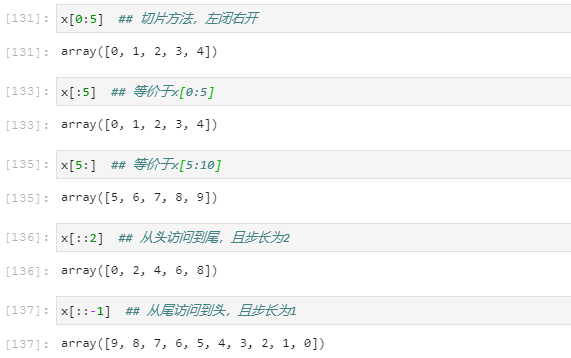 [131]: x[0:5]  ## 切片方法，左闭右开
[131]: array([0, 1, 2, 3, 4])
[133]: x[:5]  ## 等价于x[0:5]
[133]: array([0, 1, 2, 3, 4])
[135]: x[5:]  ## 等价于x[5:10]
[135]: array([5, 6, 7, 8, 9])
[136]: x[::2]  ## 从头访问到尾，且步长为2
[136]: array([0, 2, 4, 6, 8])
[137]: x[::-1]  ## 从尾访问到头，且步长为1
[137]: array([9, 8, 7, 6, 5, 4, 3, 2, 1, 0])